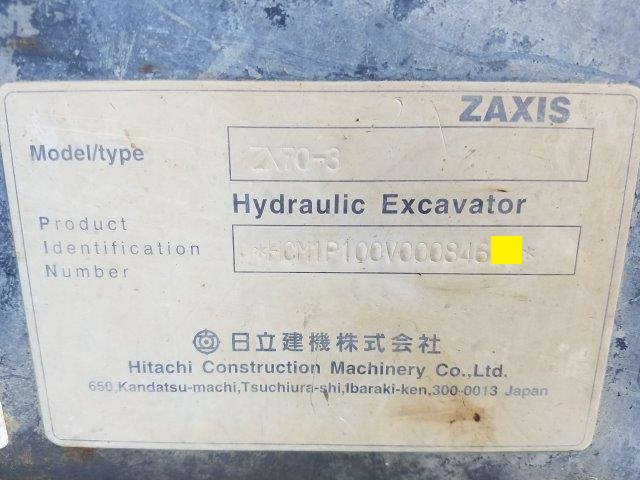 ZAXIS
Model/type ZX70-3
Hydraulic Excavator
Product
Identification
Number
*HCM1P100V000846 *
日立建機株式会社
Hitachi Construction Machinery Co.,Ltd.
650,Kandatsu-machi,Tsuchiura-shi,Ibaraki-ken,300-0013 Japan